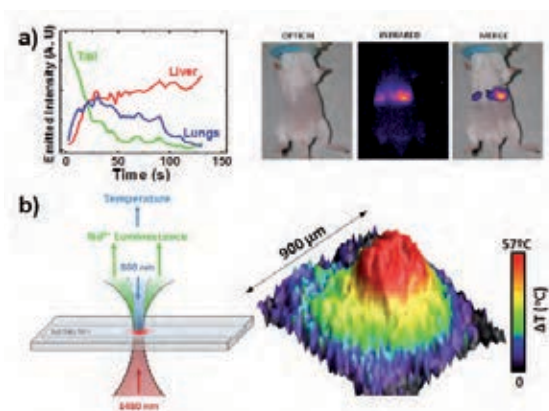 a)
Emitted Intensity (A. U)
Tail
Liver
Lungs
0
50
100
150
Time (s)
OPTICAL
INFRARED
MERGE
b)
Temperature
Luminescence
900 µm
57ºC
ΔT (ºC)
0